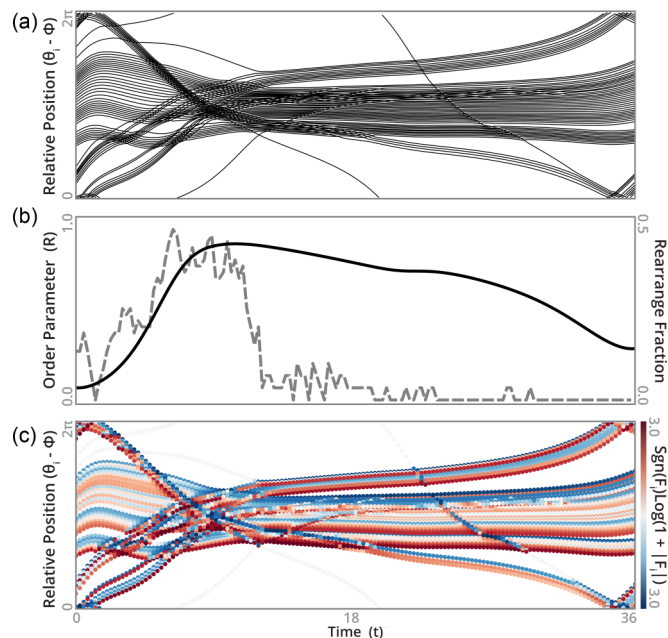 (a)
2π
Relative Position (θi - Φ)
0
(b)
1.0
0.5
Order Parameter (R)
Rearrange Fraction
0.0
0.0
(c)
2π
3.0
Relative Position (θi - Φ)
Sgn(Fi)Log(1 + |Fi|)
3.0
0
0
18
36
Time (t)